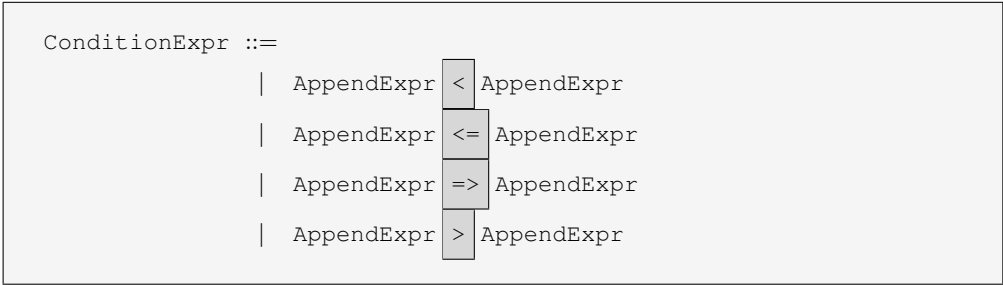 ConditionExpr ::=
| AppendExpr < AppendExpr
| AppendExpr <= AppendExpr
| AppendExpr => AppendExpr
| AppendExpr > AppendExpr